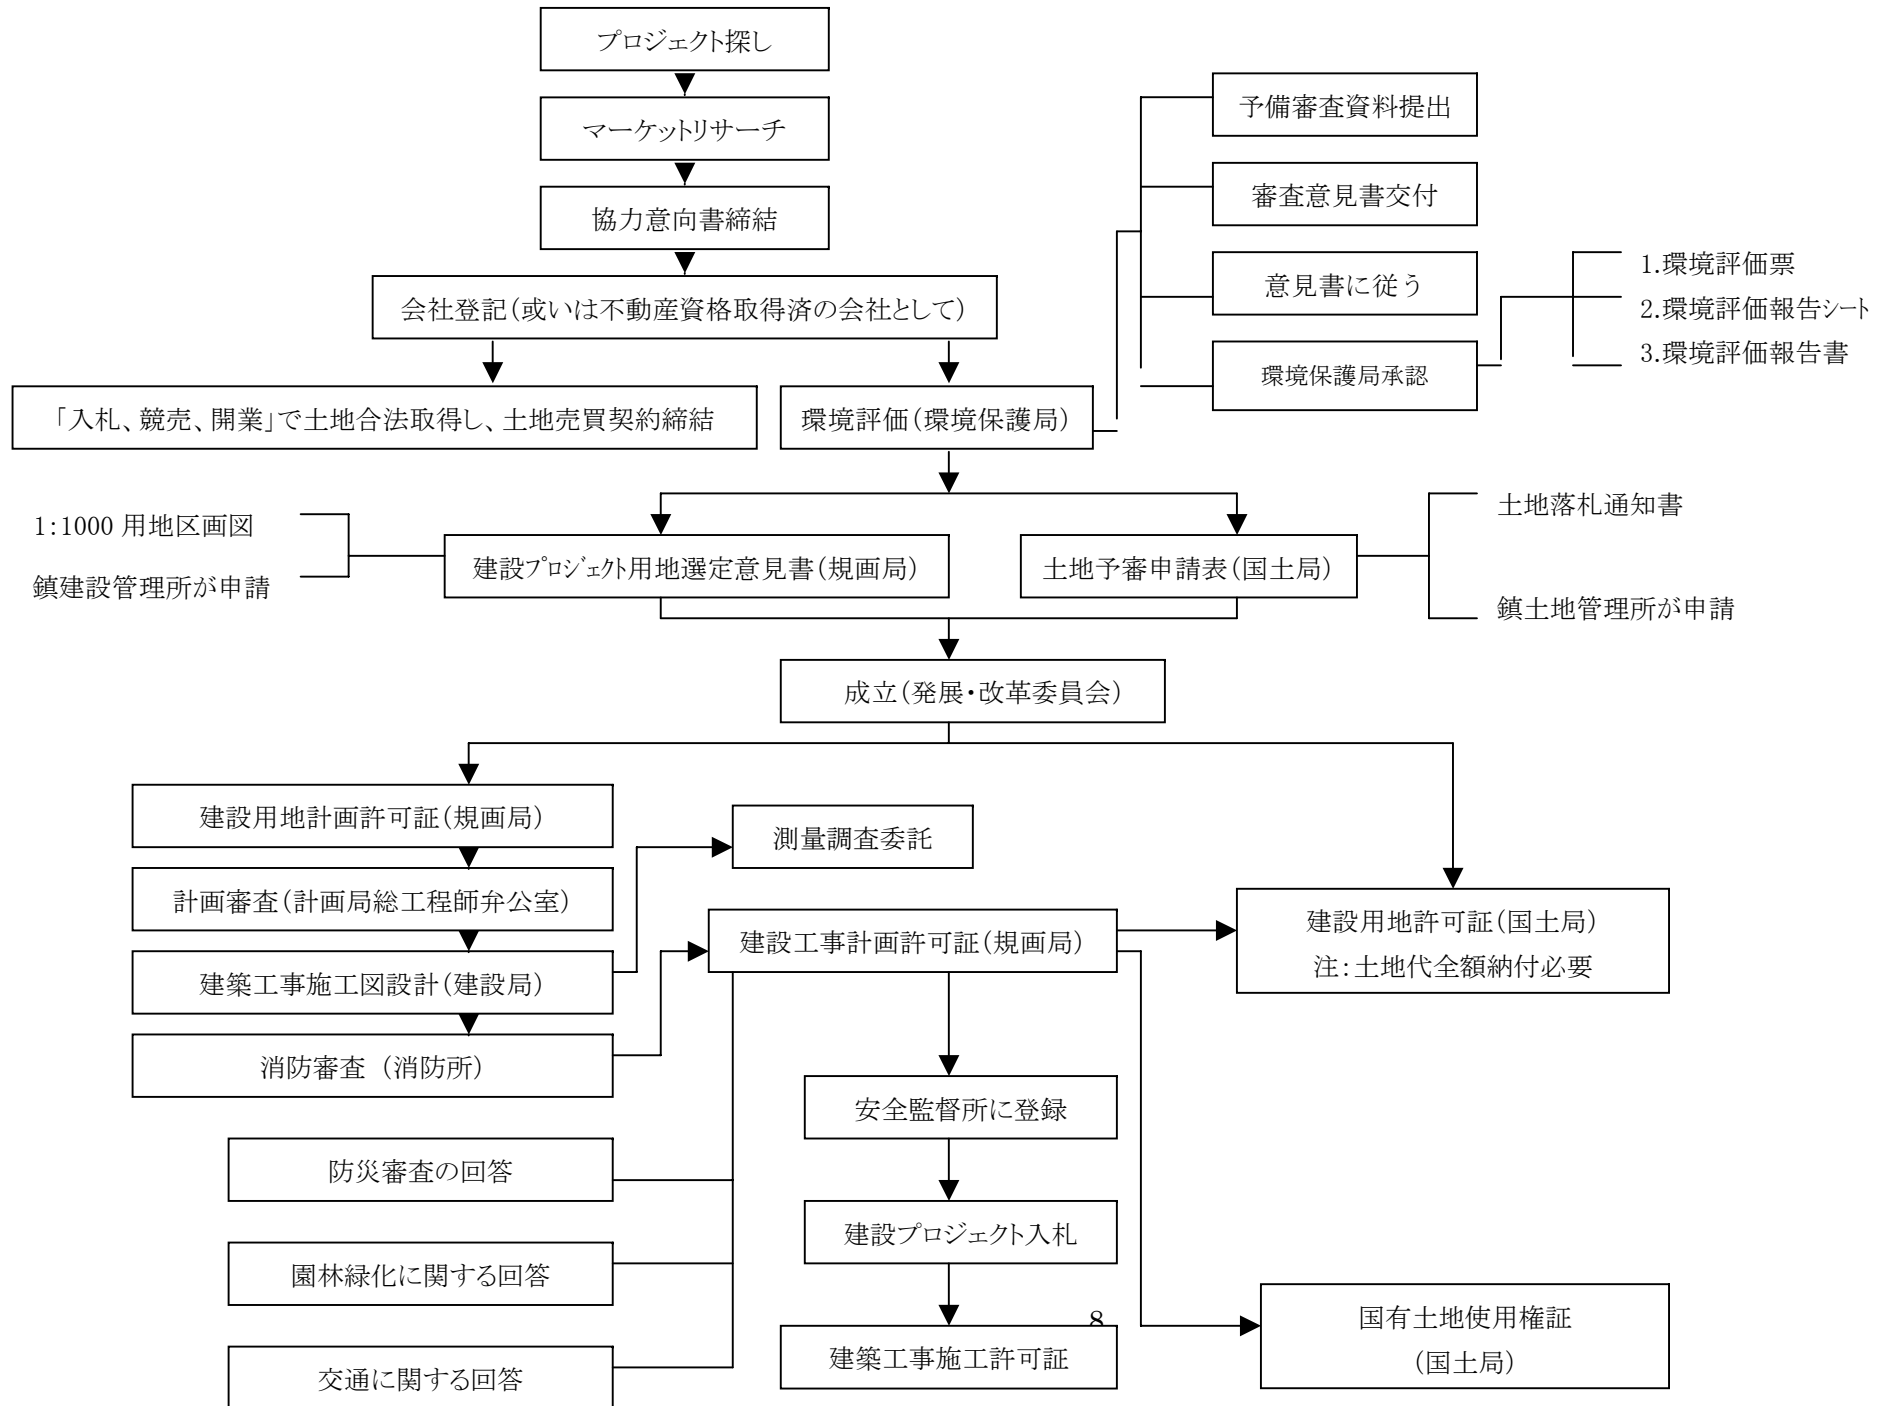 プロジェクト探し
マーケットリサーチ
協力意向書締結
会社登記(或いは不動産資格取得済の会社として)
「入札、競売、開業」で土地合法取得し、土地売買契約締結
環境評価(環境保護局)
予備審査資料提出
審査意見書交付
意見書に従う
環境保護局承認
1.環境評価票
2.環境評価報告シート
3.環境評価報告書
1:1000 用地区画図
鎮建設管理所が申請
建設プロジェクト用地選定意見書(規画局)
土地予審申請表(国土局)
土地落札通知書
鎮土地管理所が申請
成立(発展・改革委員会)
建設用地計画許可証(規画局)
計画審査(計画局総工程師弁公室)
建築工事施工図設計(建設局)
消防審査 (消防所)
測量調査委託
建設工事計画許可証(規画局)
建設用地許可証(国土局)
注:土地代全額納付必要
防災審査の回答
園林緑化に関する回答
交通に関する回答
安全監督所に登録
建設プロジェクト入札
8
建築工事施工許可証
国有土地使用権証
(国土局)